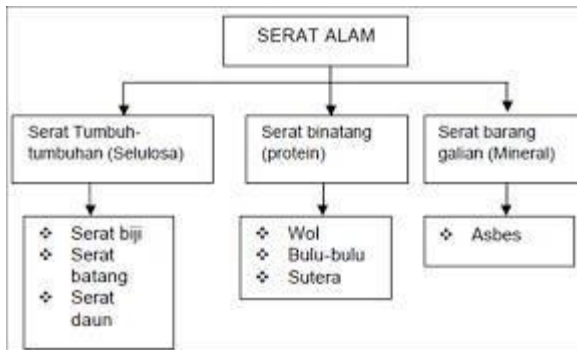 SERAT ALAM
Serat Tumbuh-
tumbuhan (Selulosa)
Serat binatang
(protein)
Serat barang
galian (Mineral)
❖ Serat biji
❖ Serat
batang
❖ Serat
daun
❖ Wol
❖ Bulu-bulu
❖ Sutera
❖ Asbes